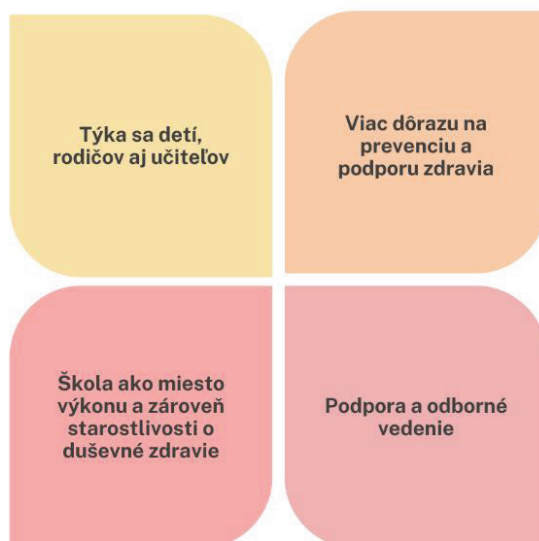 Týka sa detí,
rodičov aj učiteľov
Viac dôrazu na
prevenciu a
podporu zdravia
Škola ako miesto
výkonu a zároveň
starostlivosti o
duševné zdravie
Podpora a odborné
vedenie